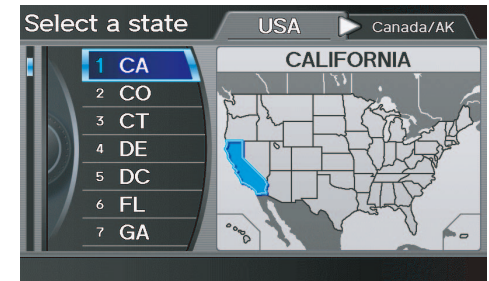 Select a state
USA
Canada/AK
1 CA
2 CO
3 CT
4 DE
5 DC
6 FL
7 GA
CALIFORNIA